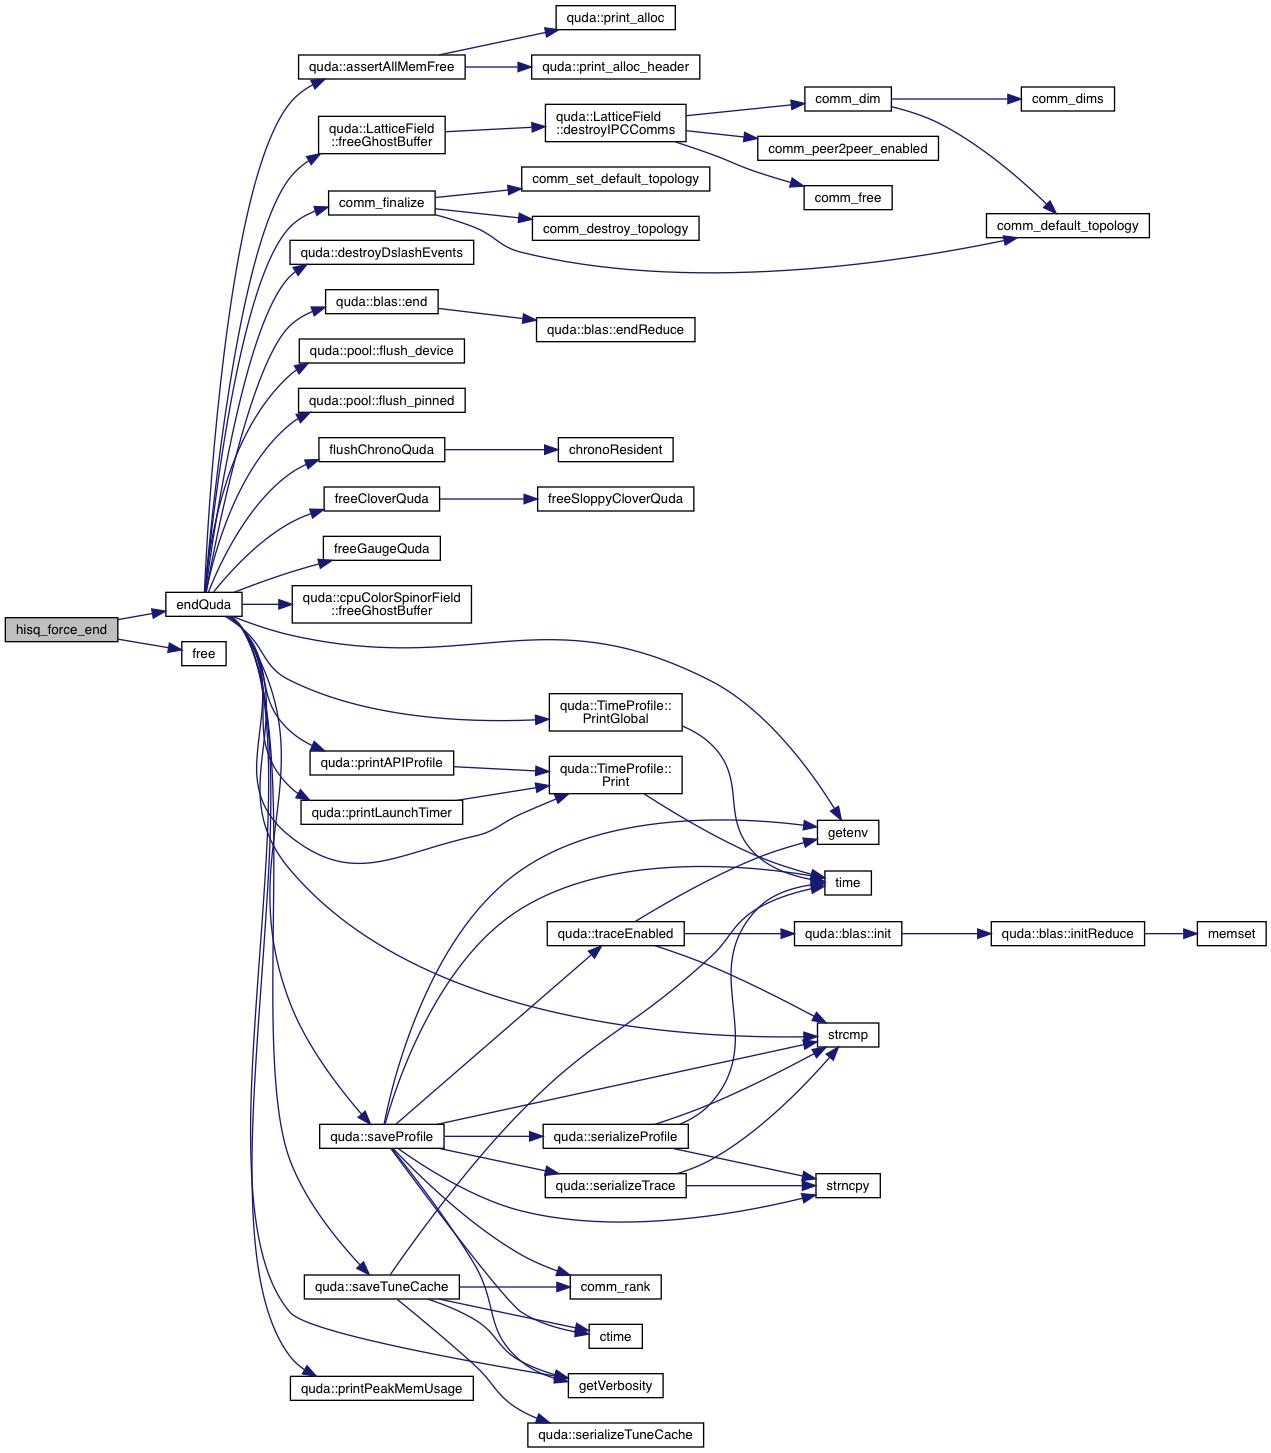 quda::print_alloc
quda::assertAllMemFree
quda::print_alloc_header
comm_dim
comm_dims
quda::LatticeField
::freeGhostBuffer
quda::LatticeField
::destroyIPCComms
comm_peer2peer_enabled
comm_set_default_topology
comm_free
comm_finalize
comm_destroy_topology
comm_default_topology
quda::destroyDslashEvents
quda::blas::end
quda::blas::endReduce
quda::pool::flush_device
quda::pool::flush_pinned
flushChronoQuda
chronoResident
freeCloverQuda
freeSloppyCloverQuda
freeGaugeQuda
endQuda
quda::cpuColorSpinorField
::freeGhostBuffer
hisq_force_end
free
quda::TimeProfile::
PrintGlobal
quda::printAPIProfile
quda::TimeProfile::
Print
quda::printLaunchTimer
getenv
time
quda::traceEnabled
quda::blas::init
quda::blas::initReduce
memset
strcmp
quda::saveProfile
quda::serializeProfile
quda::serializeTrace
strncpy
quda::saveTuneCache
comm_rank
ctime
quda::printPeakMemUsage
getVerbosity
quda::serializeTuneCache